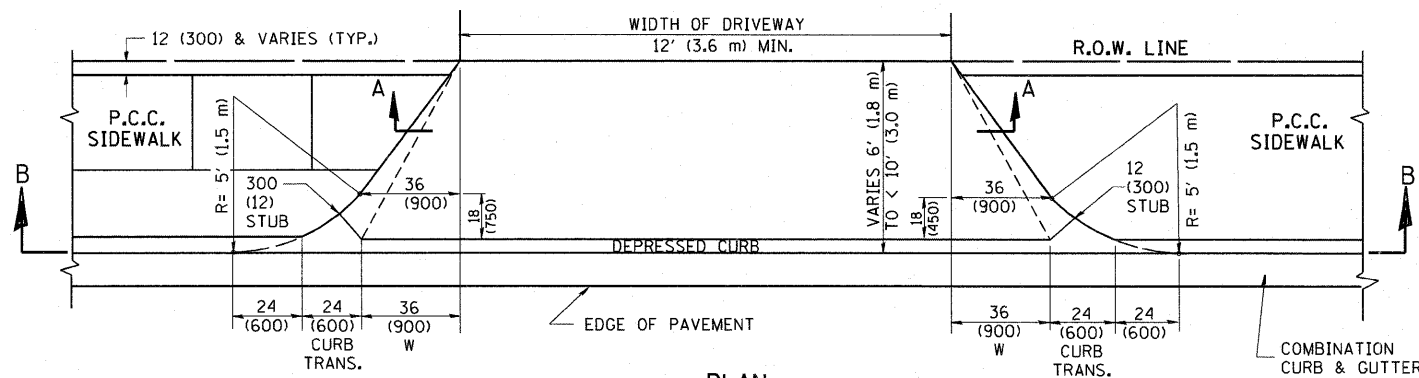 WIDTH OF DRIVEWAY
12' (3.6 m) MIN.
12 (300) & VARIES (TYP.)
R.O.W. LINE
A
A
P.C.C.
SIDEWALK
P.C.C.
SIDEWALK
R= 5' (1.5 m)
VARIES 6' (1.8 m)
TO < 10' (3.0 m)
R= 5' (1.5 m)
B
B
300
(12)
STUB
36
(900)
18
(750)
36
(900)
18
(450)
12
(300)
STUB
DEPRESSED CURB
24
(600)
24
(600)
CURB
TRANS.
36
(900)
W
EDGE OF PAVEMENT
36
(900)
W
24
(600)
CURB
TRANS.
24
(600)
COMBINATION
CURB & GUTTER
PLAN